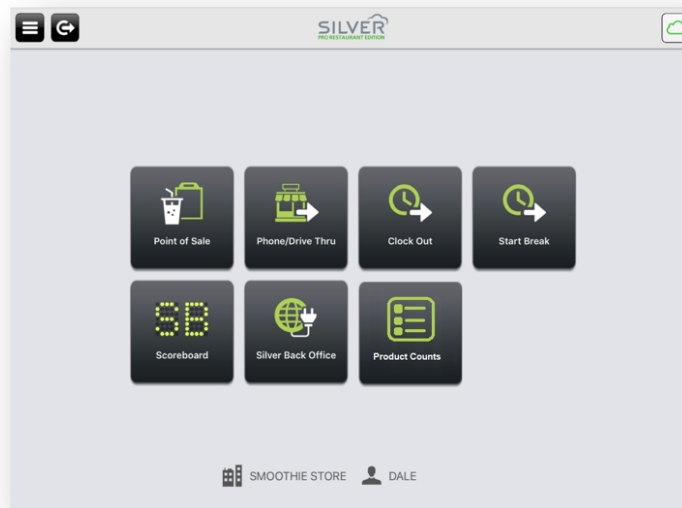 SILVER
PRO RESTAURANT EDITION
Point of Sale
Phone/Drive Thru
Clock Out
Start Break
SB
Scoreboard
Silver Back Office
Product Counts
SMOOTHIE STORE
DALE